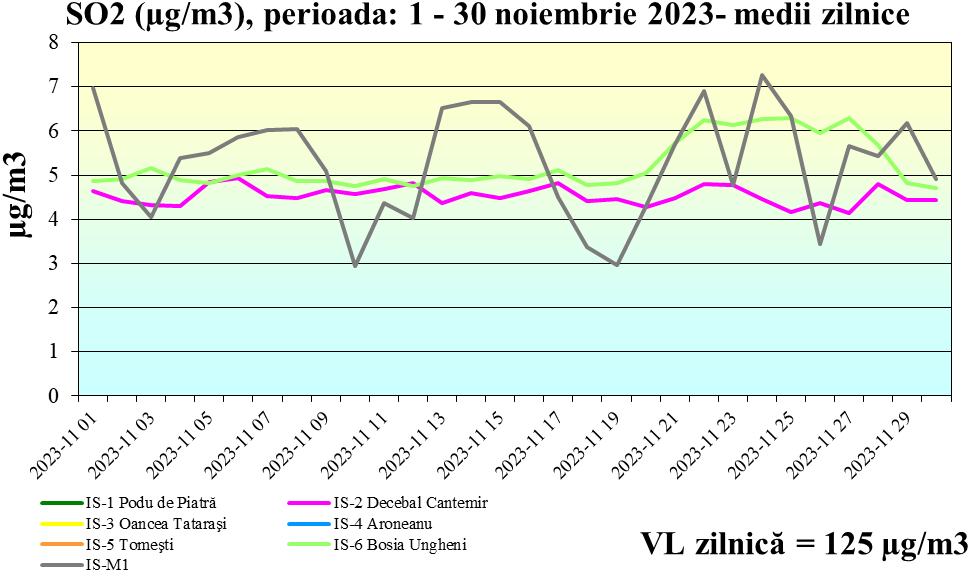 SO2 (µg/m3), perioada: 1 - 30 noiembrie 2023- medii zilnice
µg/m3
8
7
6
5
4
3
2
1
0
2023-11 01
2023-11 03
2023-11 05
2023-11 07
2023-11 09
2023-11 11
2023-11 13
2023-11 15
2023-11 17
2023-11 19
2023-11 21
2023-11 23
2023-11 25
2023-11 27
2023-11 29
IS-1 Podu de Piatră
IS-2 Decebal Cantemir
IS-3 Oancea Tatarași
IS-4 Aroneanu
IS-5 Tomești
IS-6 Bosia Ungheni
IS-M1
VL zilnică = 125 µg/m3